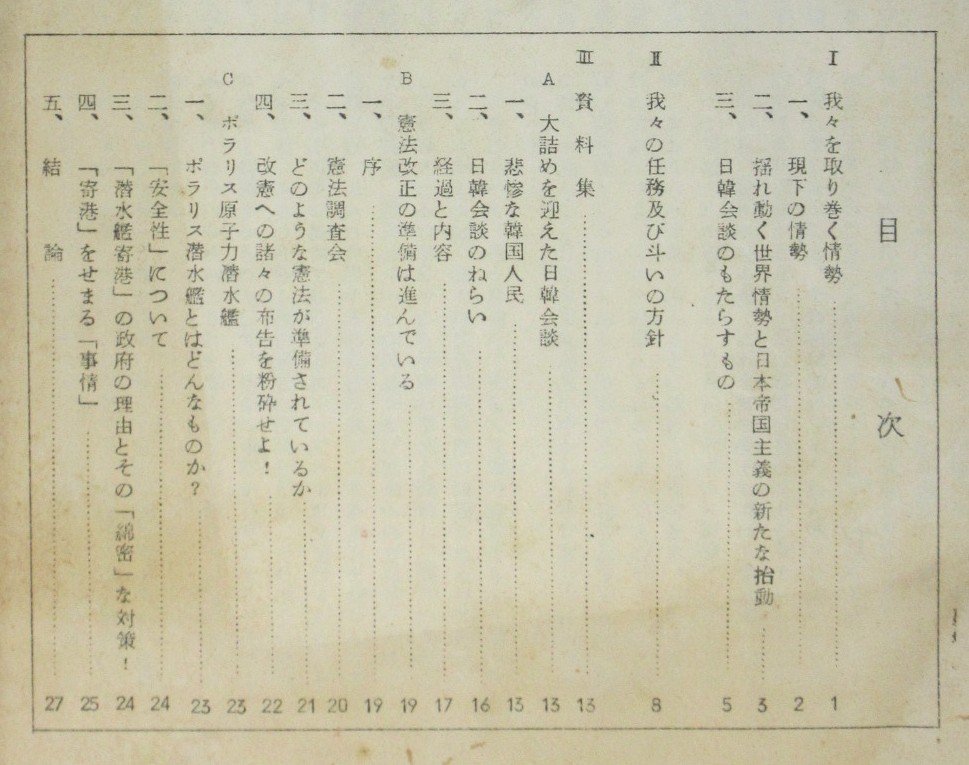 目次
I 我々を取り巻く情勢 1
一、現下の情勢 2
二、揺れ動く世界情勢と日本帝国主義の新たな抬動 3
三、日韓会談のもたらすもの 5
II 我々の任務及び斗いの方針 8
III 資料集 13
A 大詰めを迎えた日韓会談 13
一、悲惨な韓国人民 13
二、日韓会談のねらい 16
三、経過と内容 17
B 憲法改正の準備は進んでいる 19
一、序 19
二、憲法調査会 20
三、どのような憲法が準備されているか 21
四、改憲への諸々の布告を粉砕せよ! 22
C ポラリス原子力潜水艦 23
一、ポラリス潜水艦とはどんなものか? 23
二、「安全性」について 24
三、「潜水艦寄港」の政府の理由とその「綿密」な対策! 24
四、「寄港」をせまる「事情」 25
五、結論 27